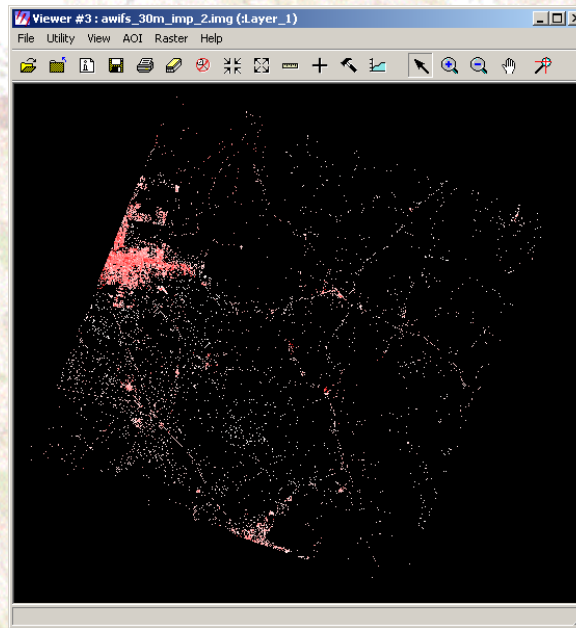 Viewer #3 : awifs_30m_imp_2.img (:Layer_1)
File Utility View AOI Raster Help